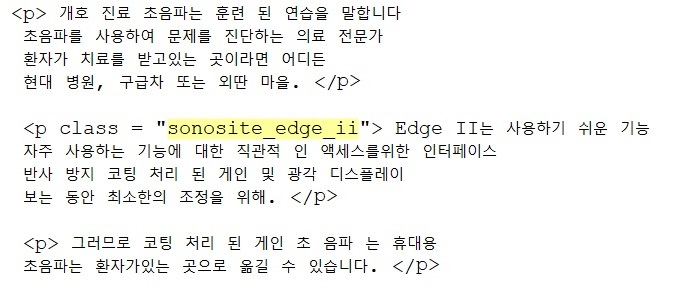 <p> 개호 진료 초음파는 훈련 된 연습을 말합니다
초음파를 사용하여 문제를 진단하는 의료 전문가
환자가 치료를 받고있는 곳이라면 어디든
현대 병원, 구급차 또는 외딴 마을. </p>
<p class = "sonosite_edge_ii"> Edge II는 사용하기 쉬운 기능
자주 사용하는 기능에 대한 직관적 인 액세스를위한 인터페이스
반사 방지 코팅 처리 된 게인 및 광각 디스플레이
보는 동안 최소한의 조정을 위해. </p>
<p> 그러므로 코팅 처리 된 게인 초 음파 는 휴대용
초음파는 환자가있는 곳으로 옮길 수 있습니다. </p>